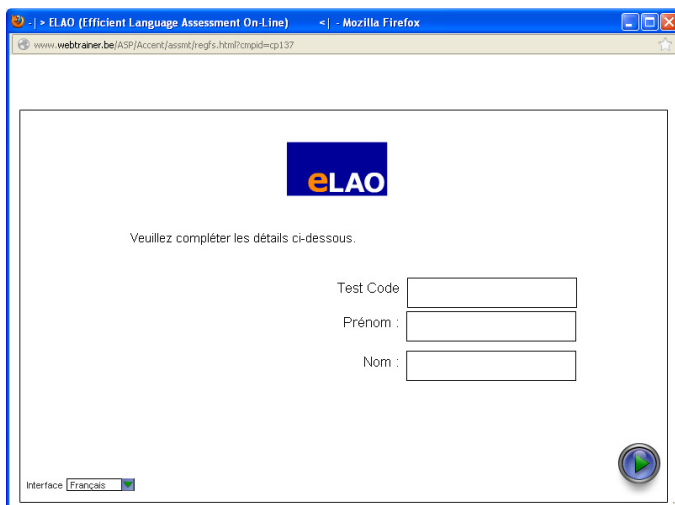 - | > ELAO (Efficient Language Assessment On-Line) < | - Mozilla Firefox
www.webtrainer.be/ASP/Accent/assmt/regfs.html?cmpid=cp137
eLAO
Veuillez compléter les détails ci-dessous.
Test Code
Prénom :
Nom :
Interface Français